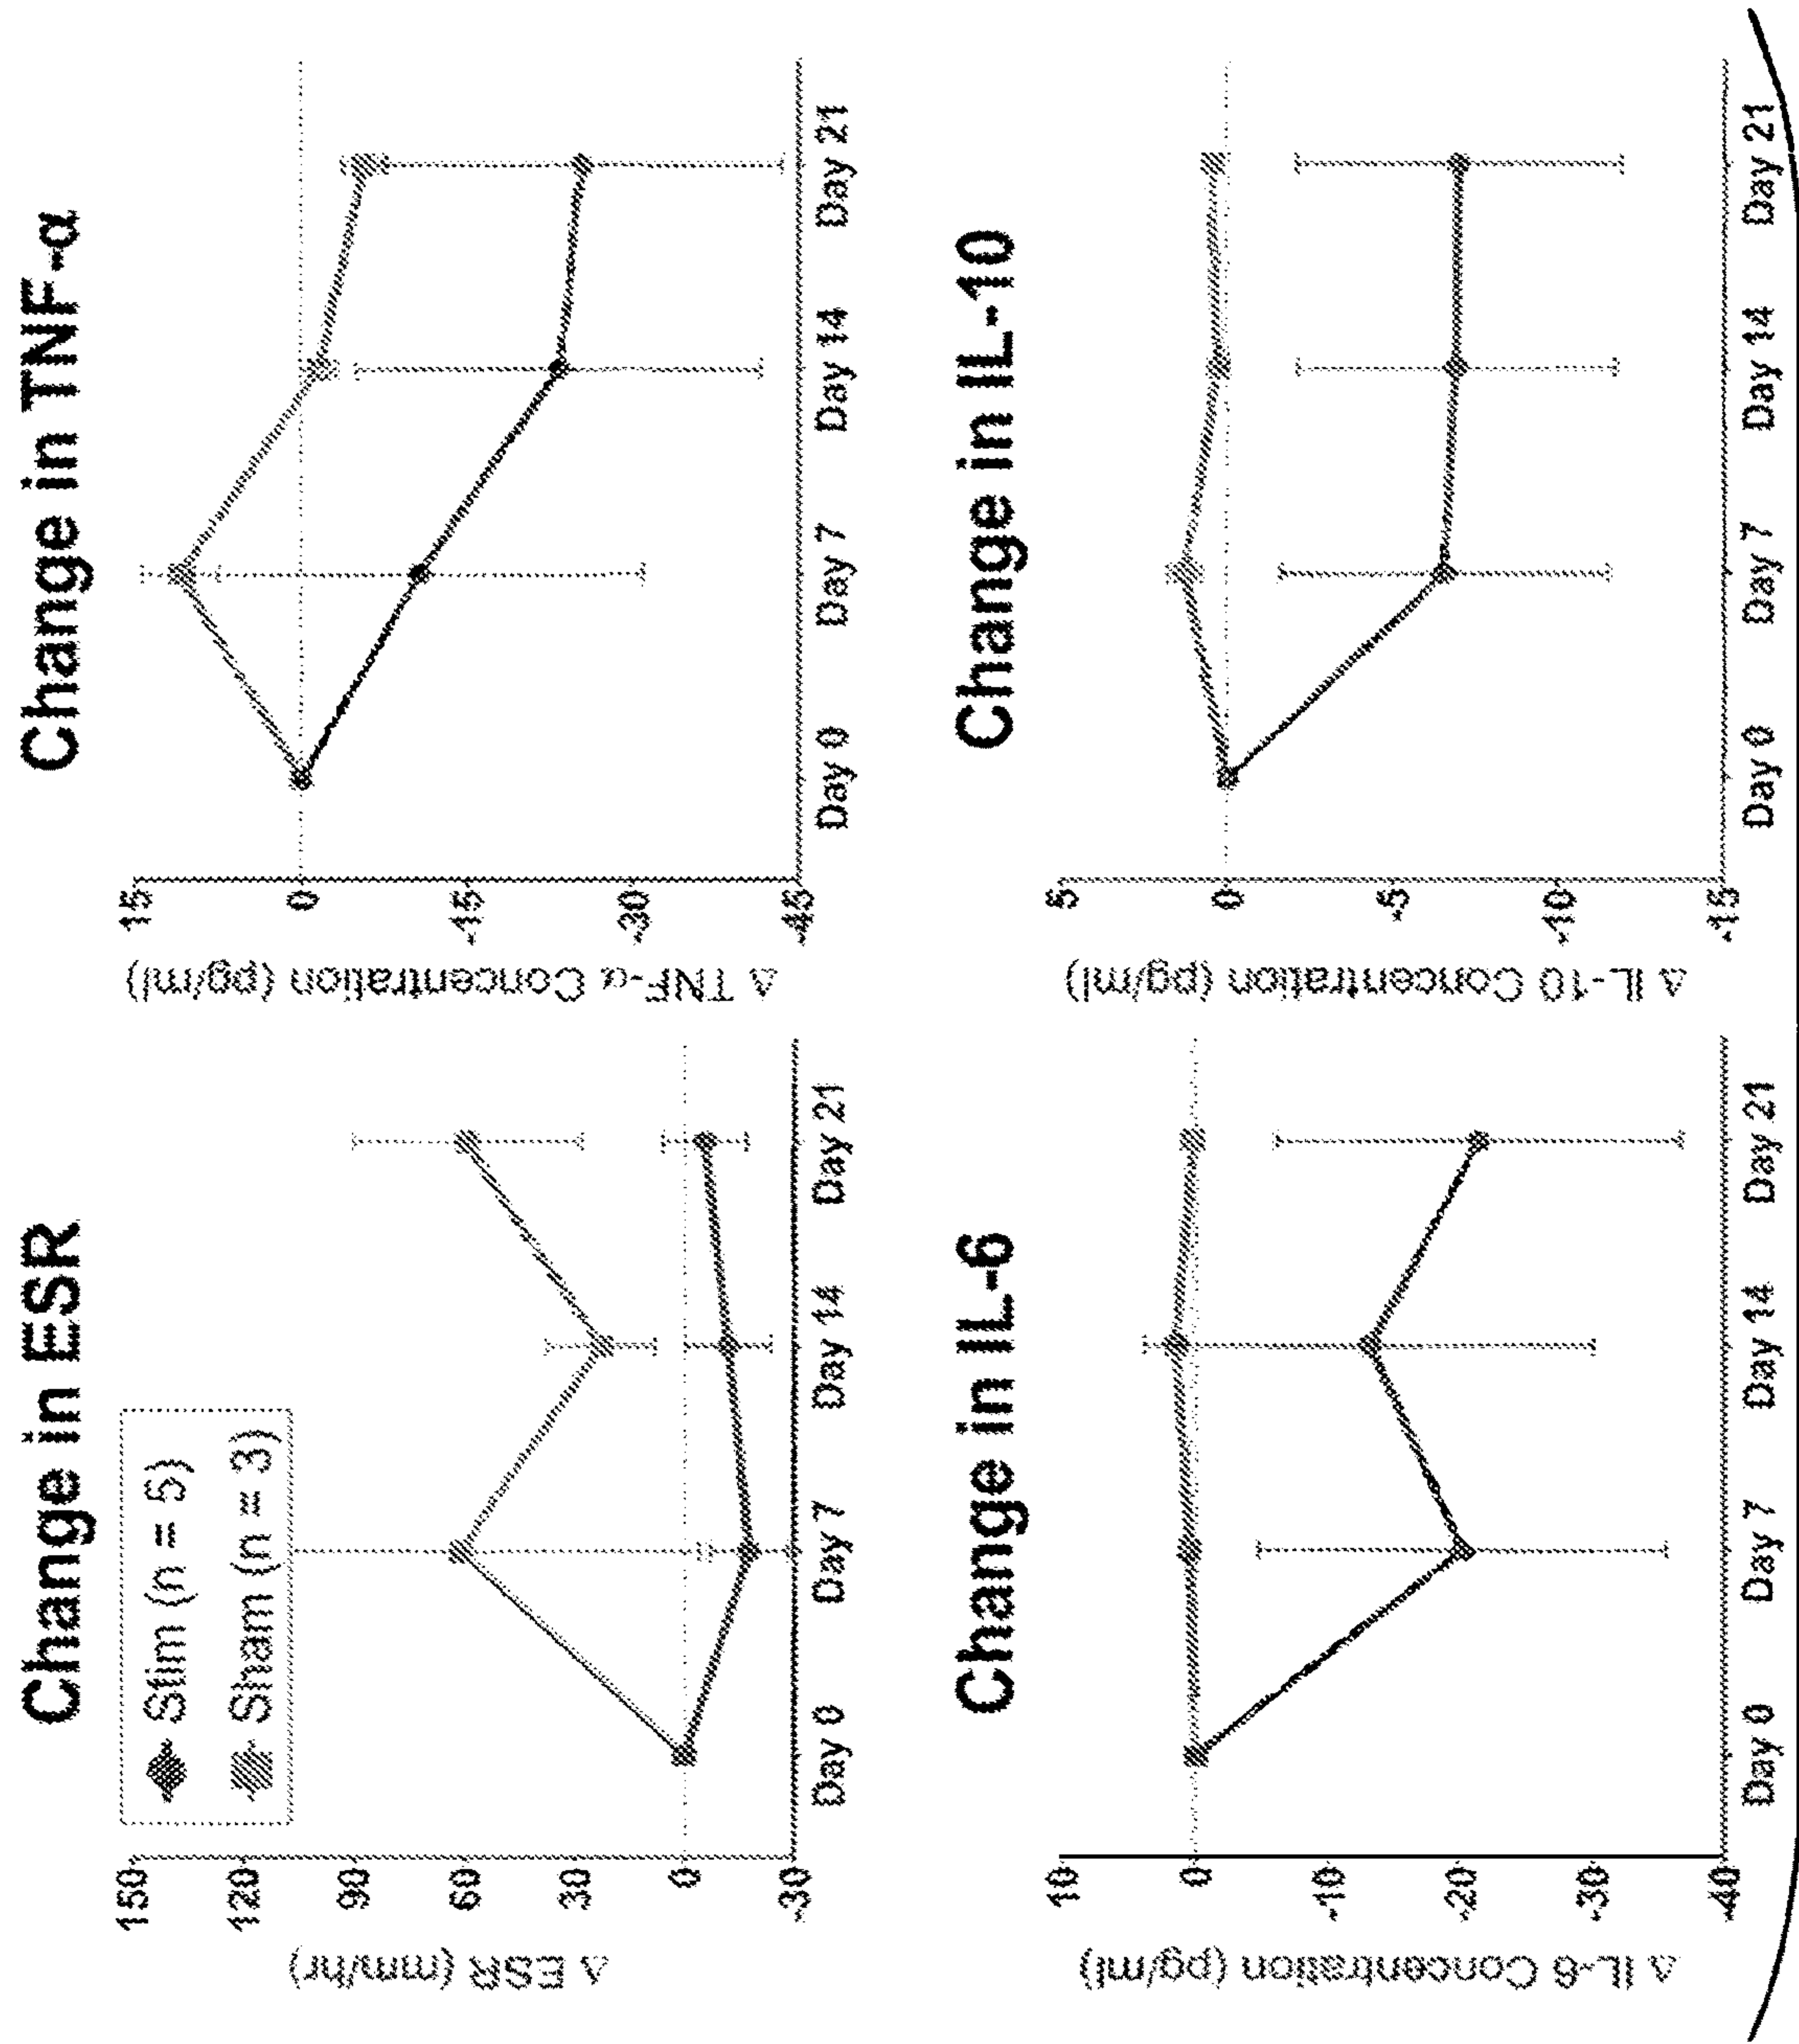 Change in ESR
Stim (n = 5)
Sham (n = 3)
Δ ESR (mm/hr)
150
120
90
60
30
0
-30
Day 0 Day 7 Day 14 Day 21
Change in TNF-α
Δ TNF-α Concentration (pg/ml)
15
0
-15
-30
-45
Day 0 Day 7 Day 14 Day 21
Change in IL-6
Δ IL-6 Concentration (pg/ml)
10
0
-10
-20
-30
-40
Day 0 Day 7 Day 14 Day 21
Change in IL-10
Δ IL-10 Concentration (pg/ml)
5
0
-5
-10
-15
Day 0 Day 7 Day 14 Day 21